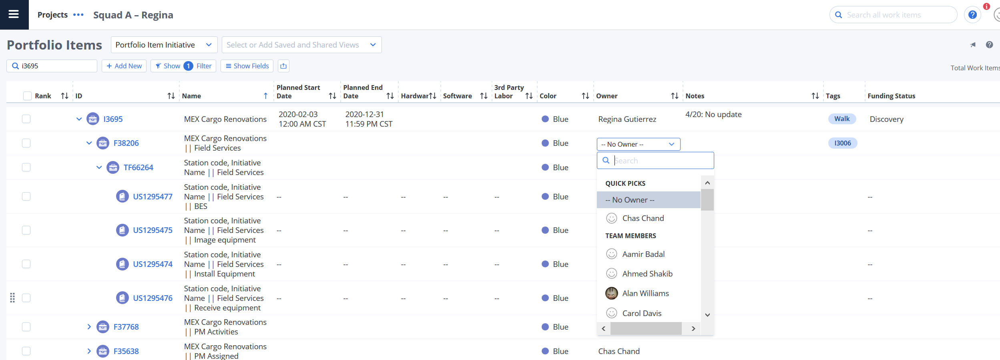 Projects ••• Squad A – Regina
Search all work items
?
i
Portfolio Items
Portfolio Item Initiative
Select or Add Saved and Shared Views
?
i3695
+ Add New
Show 1 Filter
Show Fields
Total Work Items
Rank
ID
Name
Planned Start
Date
Planned End
Date
Hardwar
Software
3rd Party
Labor
Color
Owner
Notes
Tags
Funding Status
I3695
MEX Cargo Renovations
2020-02-03
12:00 AM CST
2020-12-31
11:59 PM CST
Blue
Regina Gutierrez
4/20: No update
Walk
Discovery
F38206
MEX Cargo Renovations
|| Field Services
Blue
-- No Owner --
I3006
Search
QUICK PICKS
-- No Owner --
Chas Chand
TEAM MEMBERS
Aamir Badal
Ahmed Shakib
Alan Williams
Carol Davis
TF66264
Station code, Initiative
Name || Field Services
Blue
US1295477
Station code, Initiative
Name || Field Services
|| BES
-- -- -- -- --
Blue
--
US1295475
Station code, Initiative
Name || Field Services
|| Image equipment
-- -- -- -- --
Blue
--
US1295474
Station code, Initiative
Name || Field Services
|| Install Equipment
-- -- -- -- --
Blue
--
US1295476
Station code, Initiative
Name || Field Services
|| Receive equipment
-- -- -- -- --
Blue
--
F37768
MEX Cargo Renovations
|| PM Activities
Blue
F35638
MEX Cargo Renovations
|| PM Assigned
Blue
Chas Chand